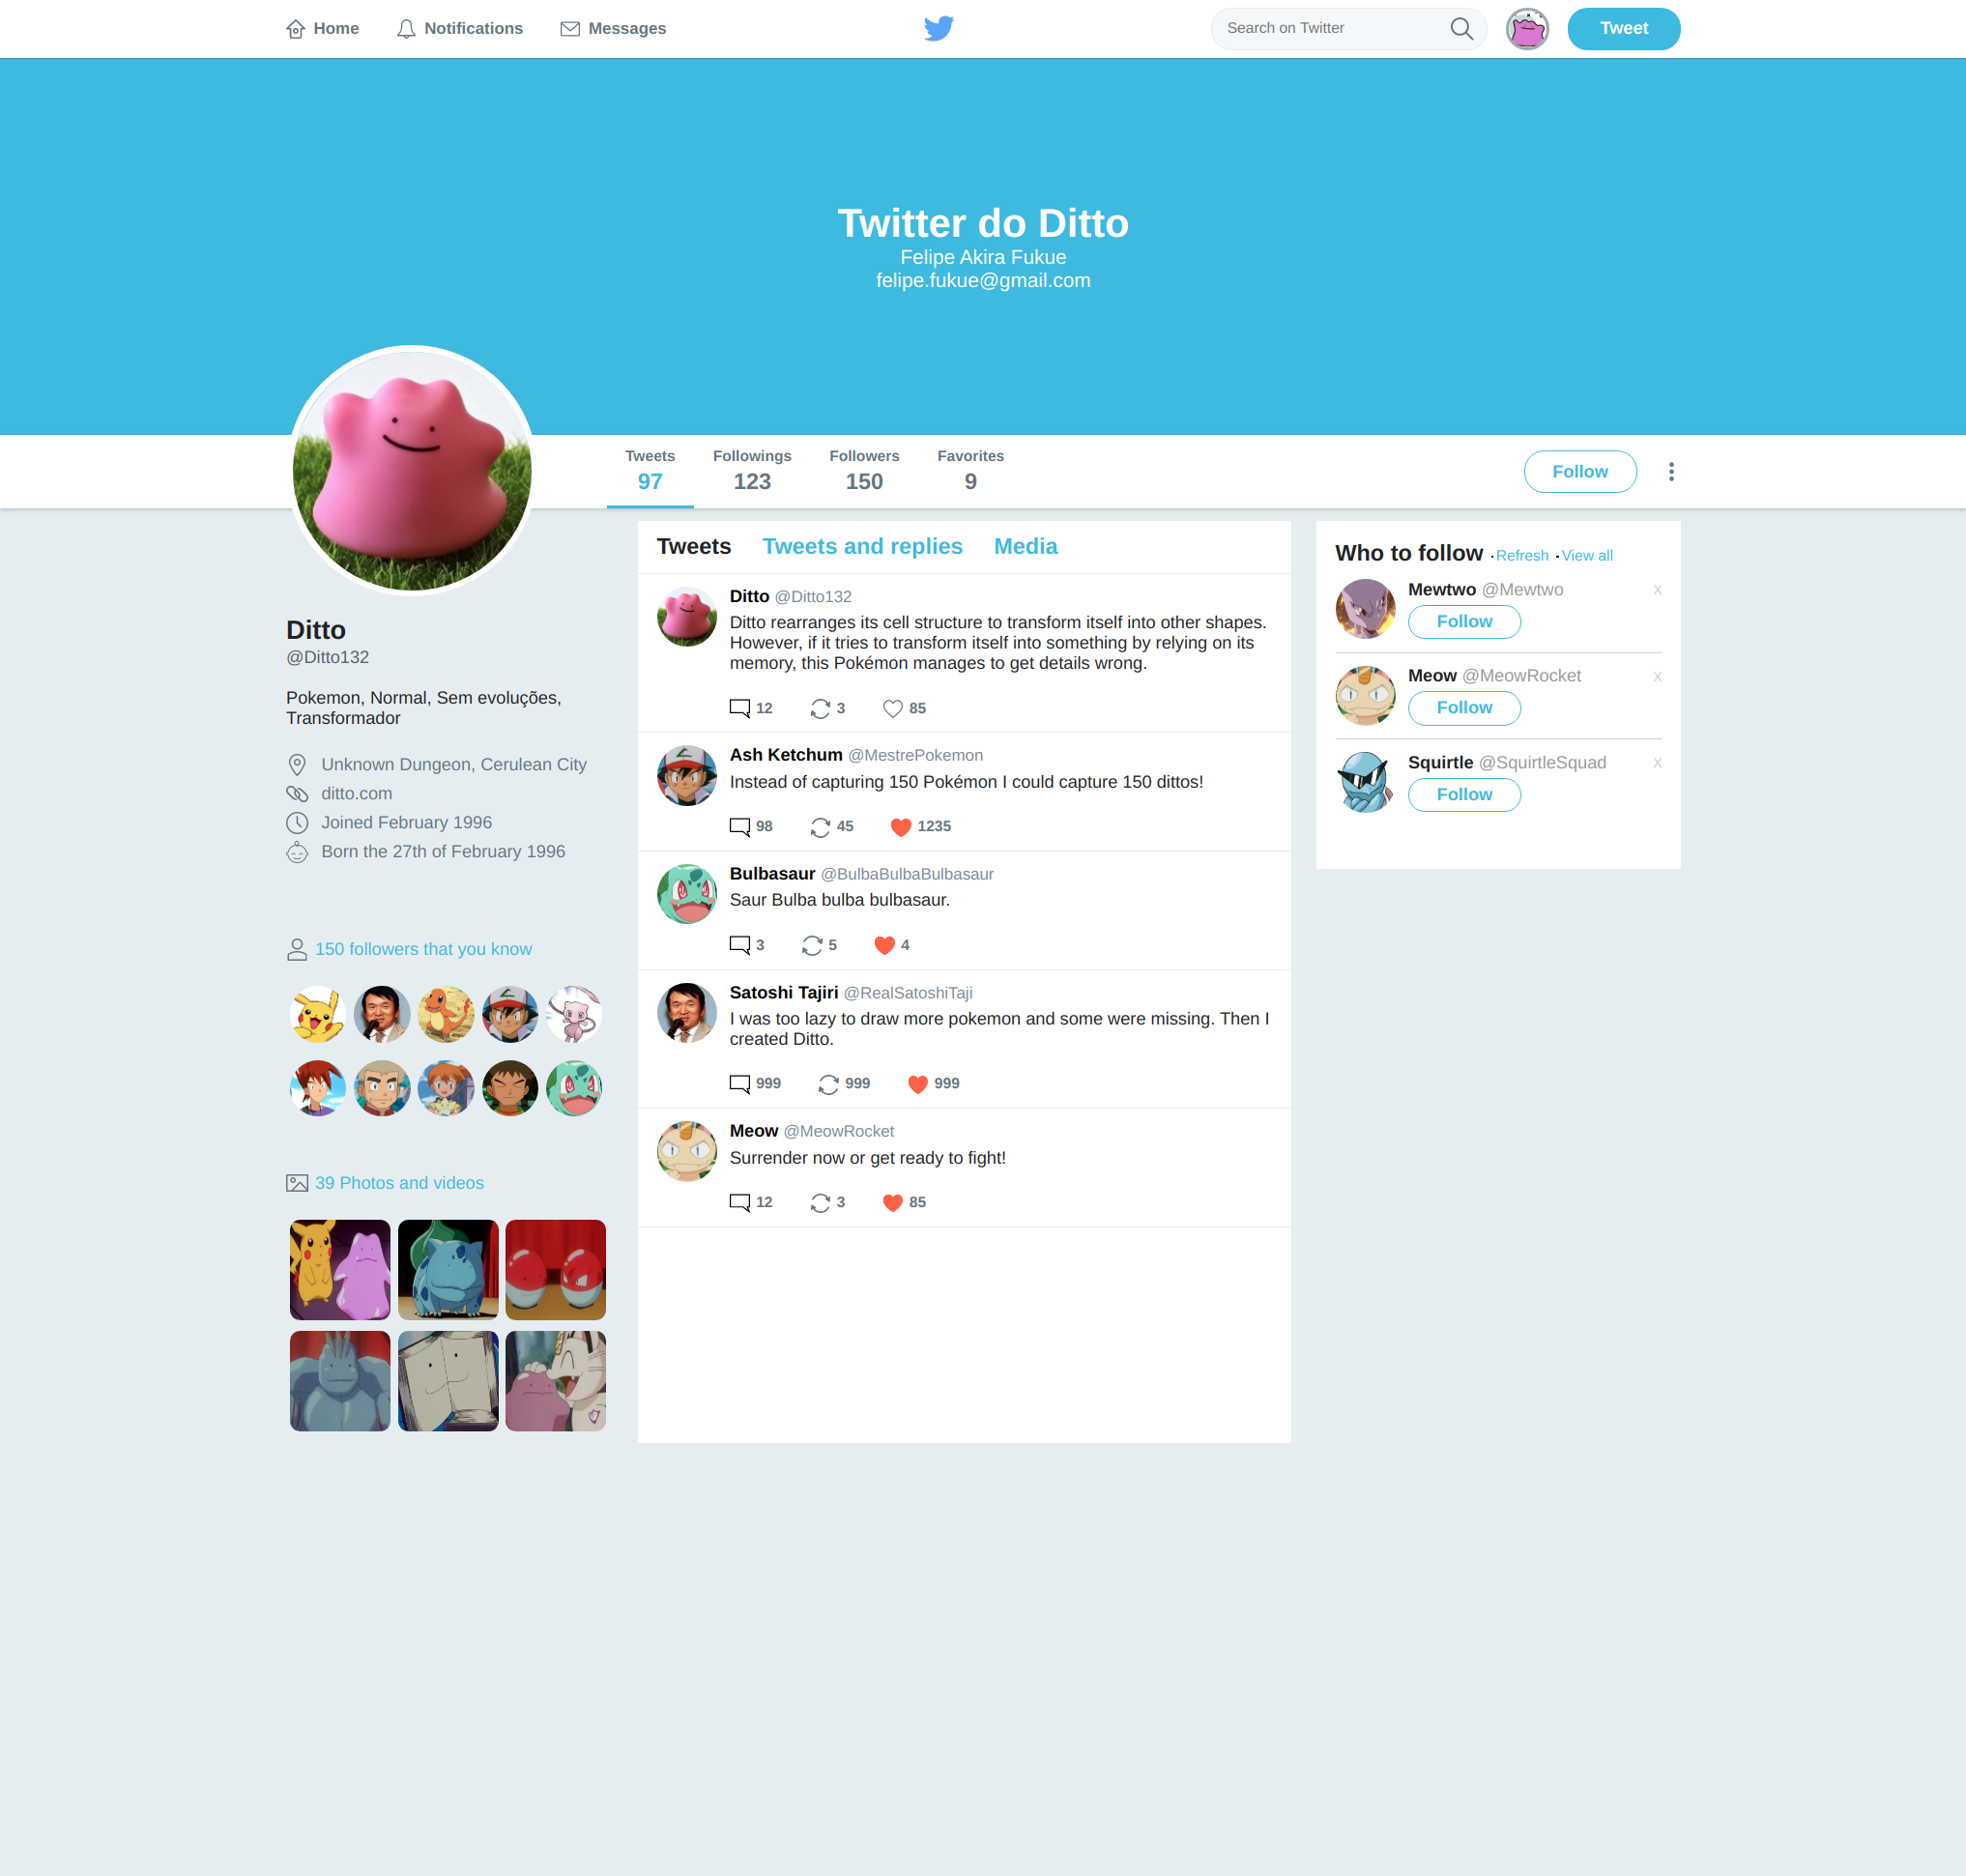 Home Notifications Messages Search on Twitter Tweet
Twitter do Ditto
Felipe Akira Fukue
felipe.fukue@gmail.com
Tweets Followings Followers Favorites
97 123 150 9
Follow
Ditto
@Ditto132
Pokemon, Normal, Sem evoluções,
Transformador
Unknown Dungeon, Cerulean City
ditto.com
Joined February 1996
Born the 27th of February 1996
150 followers that you know
39 Photos and videos
Tweets Tweets and replies Media
Ditto @Ditto132
Ditto rearranges its cell structure to transform itself into other shapes.
However, if it tries to transform itself into something by relying on its
memory, this Pokémon manages to get details wrong.
12 3 85
Ash Ketchum @MestrePokemon
Instead of capturing 150 Pokémon I could capture 150 dittos!
98 45 1235
Bulbasaur @BulbaBulbaBulbasaur
Saur Bulba bulba bulbasaur.
3 5 4
Satoshi Tajiri @RealSatoshiTaji
I was too lazy to draw more pokemon and some were missing. Then I
created Ditto.
999 999 999
Meow @MeowRocket
Surrender now or get ready to fight!
12 3 85
Who to follow · Refresh · View all
Mewtwo @Mewtwo x
Follow
Meow @MeowRocket x
Follow
Squirtle @SquirtleSquad x
Follow